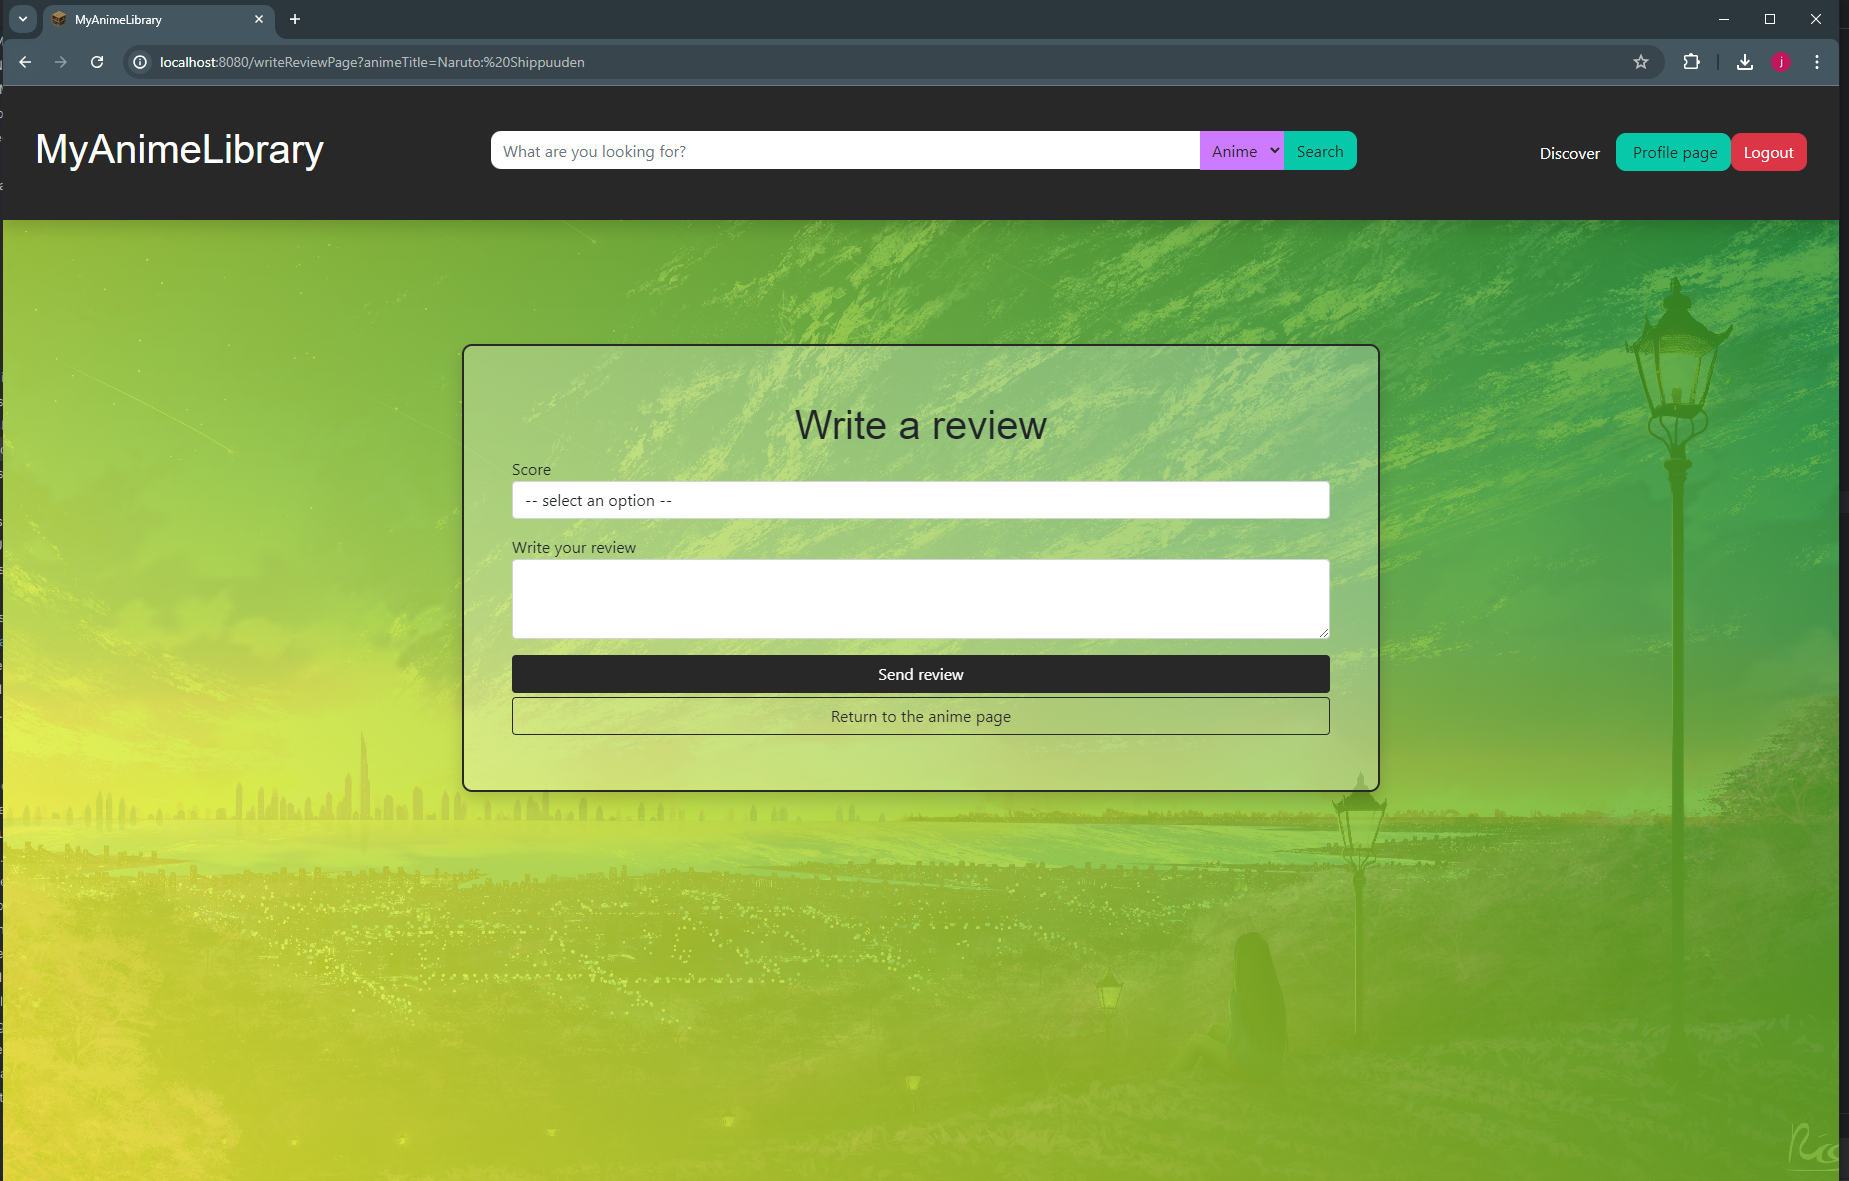 MyAnimeLibrary
localhost:8080/writeReviewPage?animeTitle=Naruto:%20Shippuuden
j
MyAnimeLibrary
What are you looking for?
Anime
Search
Discover
Profile page
Logout
Write a review
Score
-- select an option --
Write your review
Send review
Return to the anime page